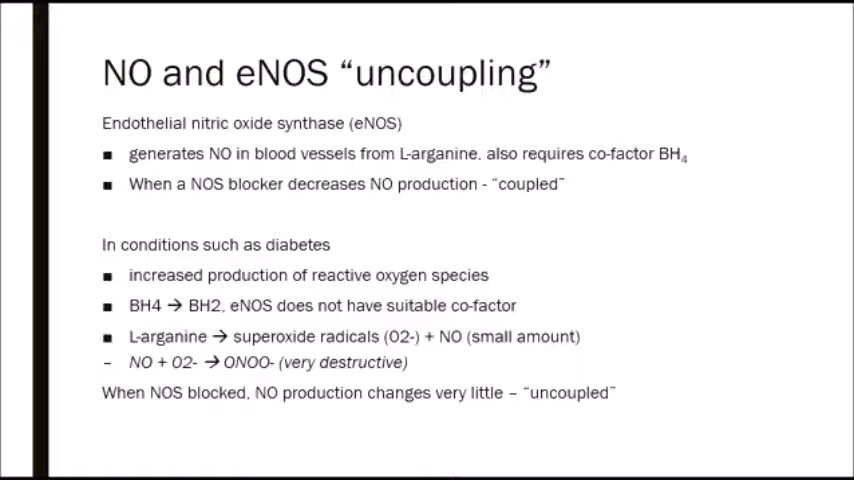 NO and eNOS “uncoupling”
Endothelial nitric oxide synthase (eNOS)
■ generates NO in blood vessels from L-arginine. also requires co-factor BH₄
■ When a NOS blocker decreases NO production - “coupled”
In conditions such as diabetes
■ increased production of reactive oxygen species
■ BH4 → BH2, eNOS does not have suitable co-factor
■ L-arginine → superoxide radicals (O2-) + NO (small amount)
– NO + O2- → ONOO- (very destructive)
When NOS blocked, NO production changes very little – “uncoupled”